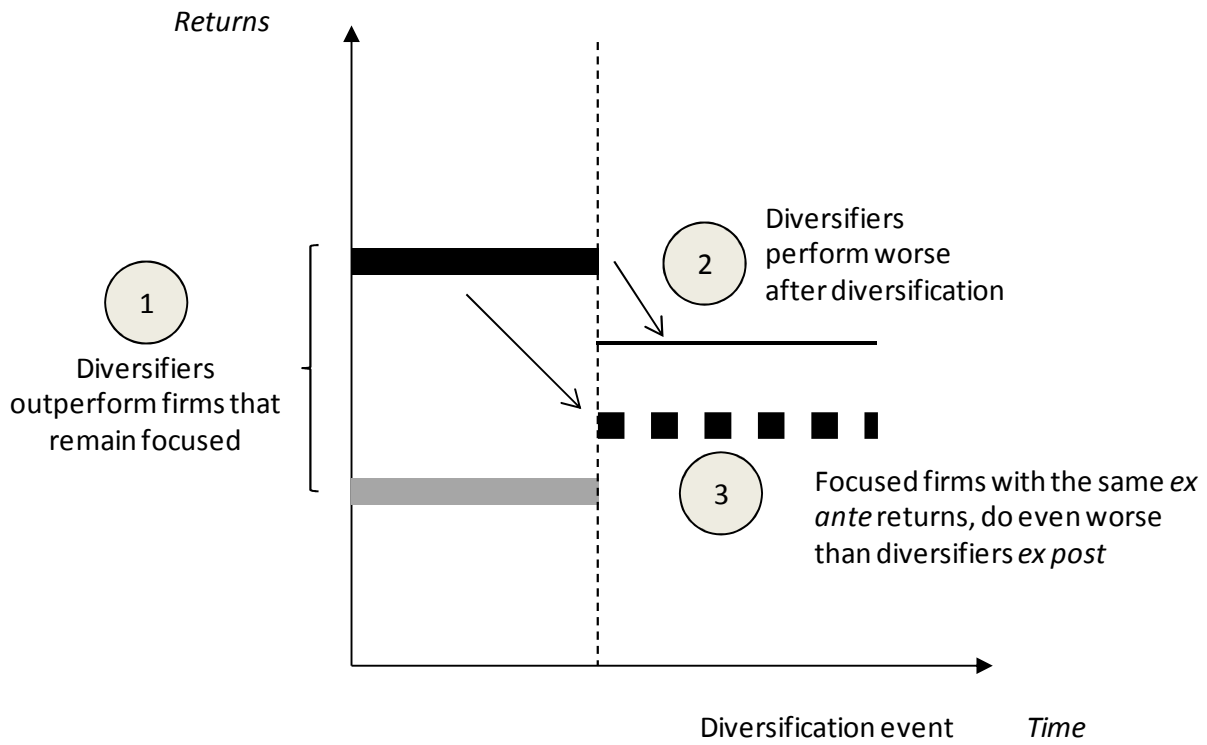 Returns
1
Diversifiers
outperform firms that
remain focused
2
Diversifiers
perform worse
after diversification
3
Focused firms with the same ex
ante returns, do even worse
than diversifiers ex post
Diversification event
Time